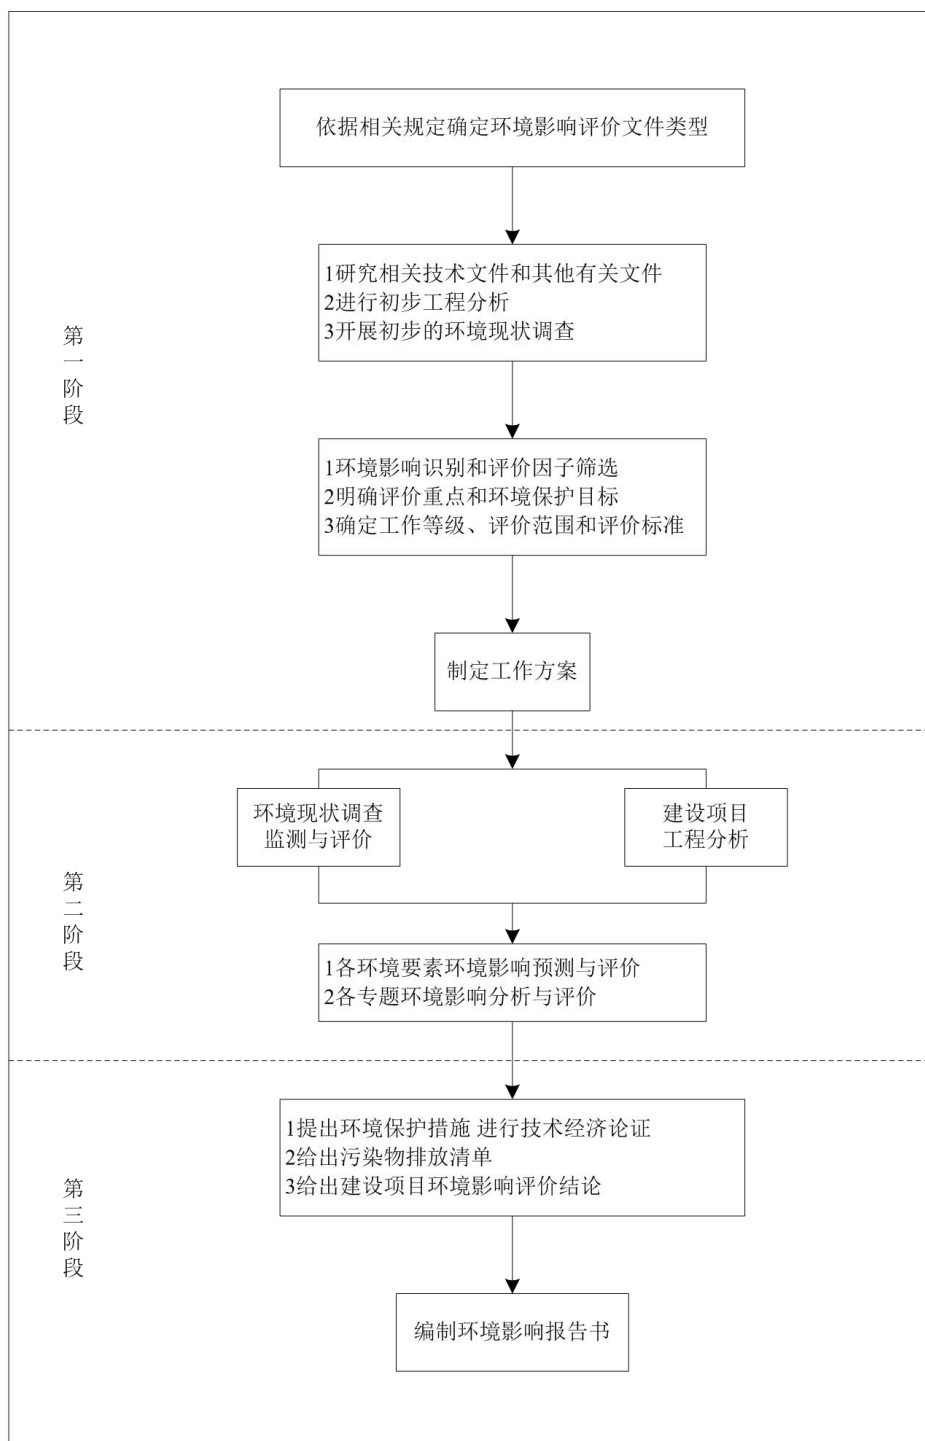 依据相关规定确定环境影响评价文件类型
1研究相关技术文件和其他有关文件
2进行初步工程分析
3开展初步的环境现状调查
第一阶段
1环境影响识别和评价因子筛选
2明确评价重点和环境保护目标
3确定工作等级、评价范围和评价标准
制定工作方案
环境现状调查
监测与评价
建设项目
工程分析
第二阶段
1各环境要素环境影响预测与评价
2各专题环境影响分析与评价
1提出环境保护措施 进行技术经济论证
2给出污染物排放清单
3给出建设项目环境影响评价结论
第三阶段
编制环境影响报告书